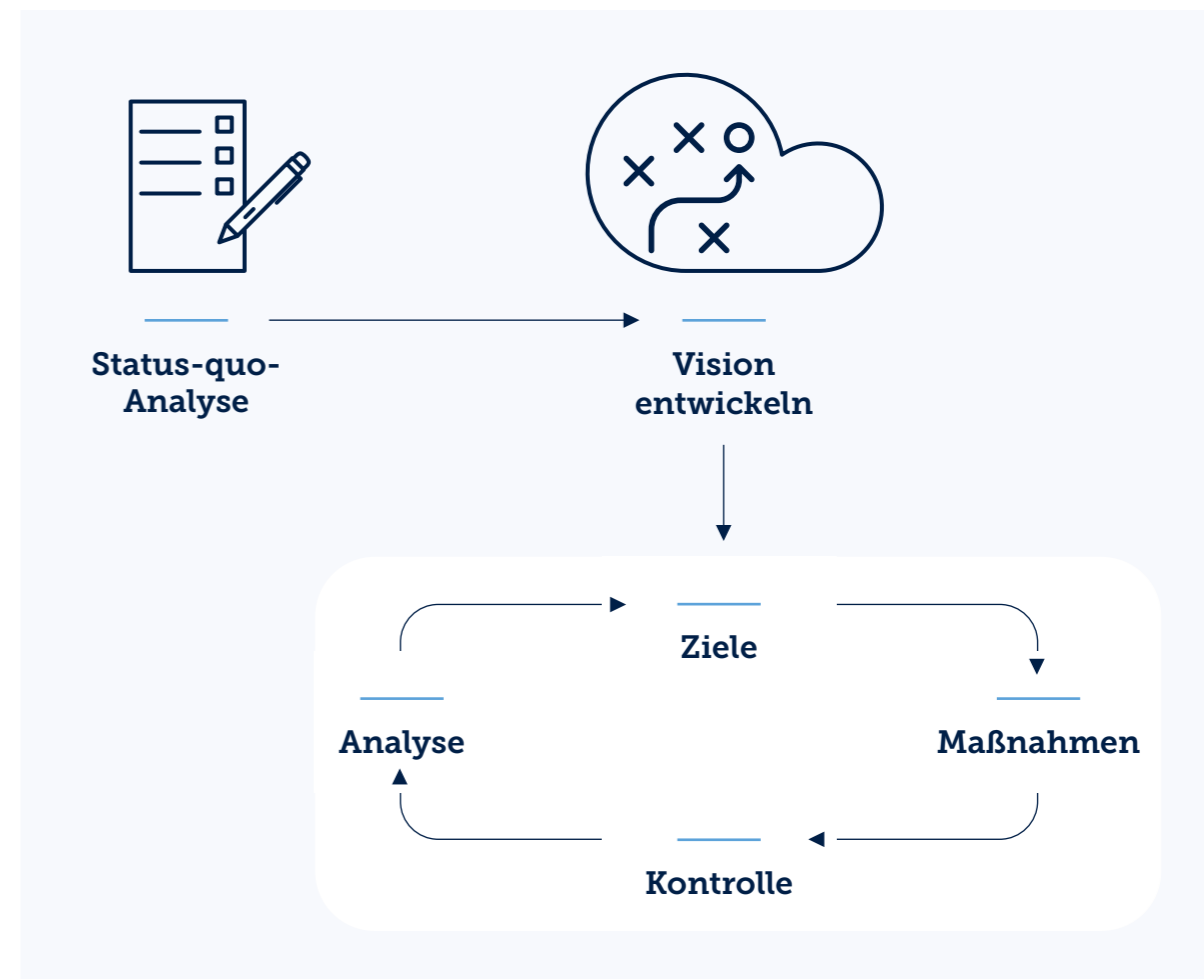 Status-quo-
Analyse
Vision
entwickeln
Ziele
Analyse
Maßnahmen
Kontrolle